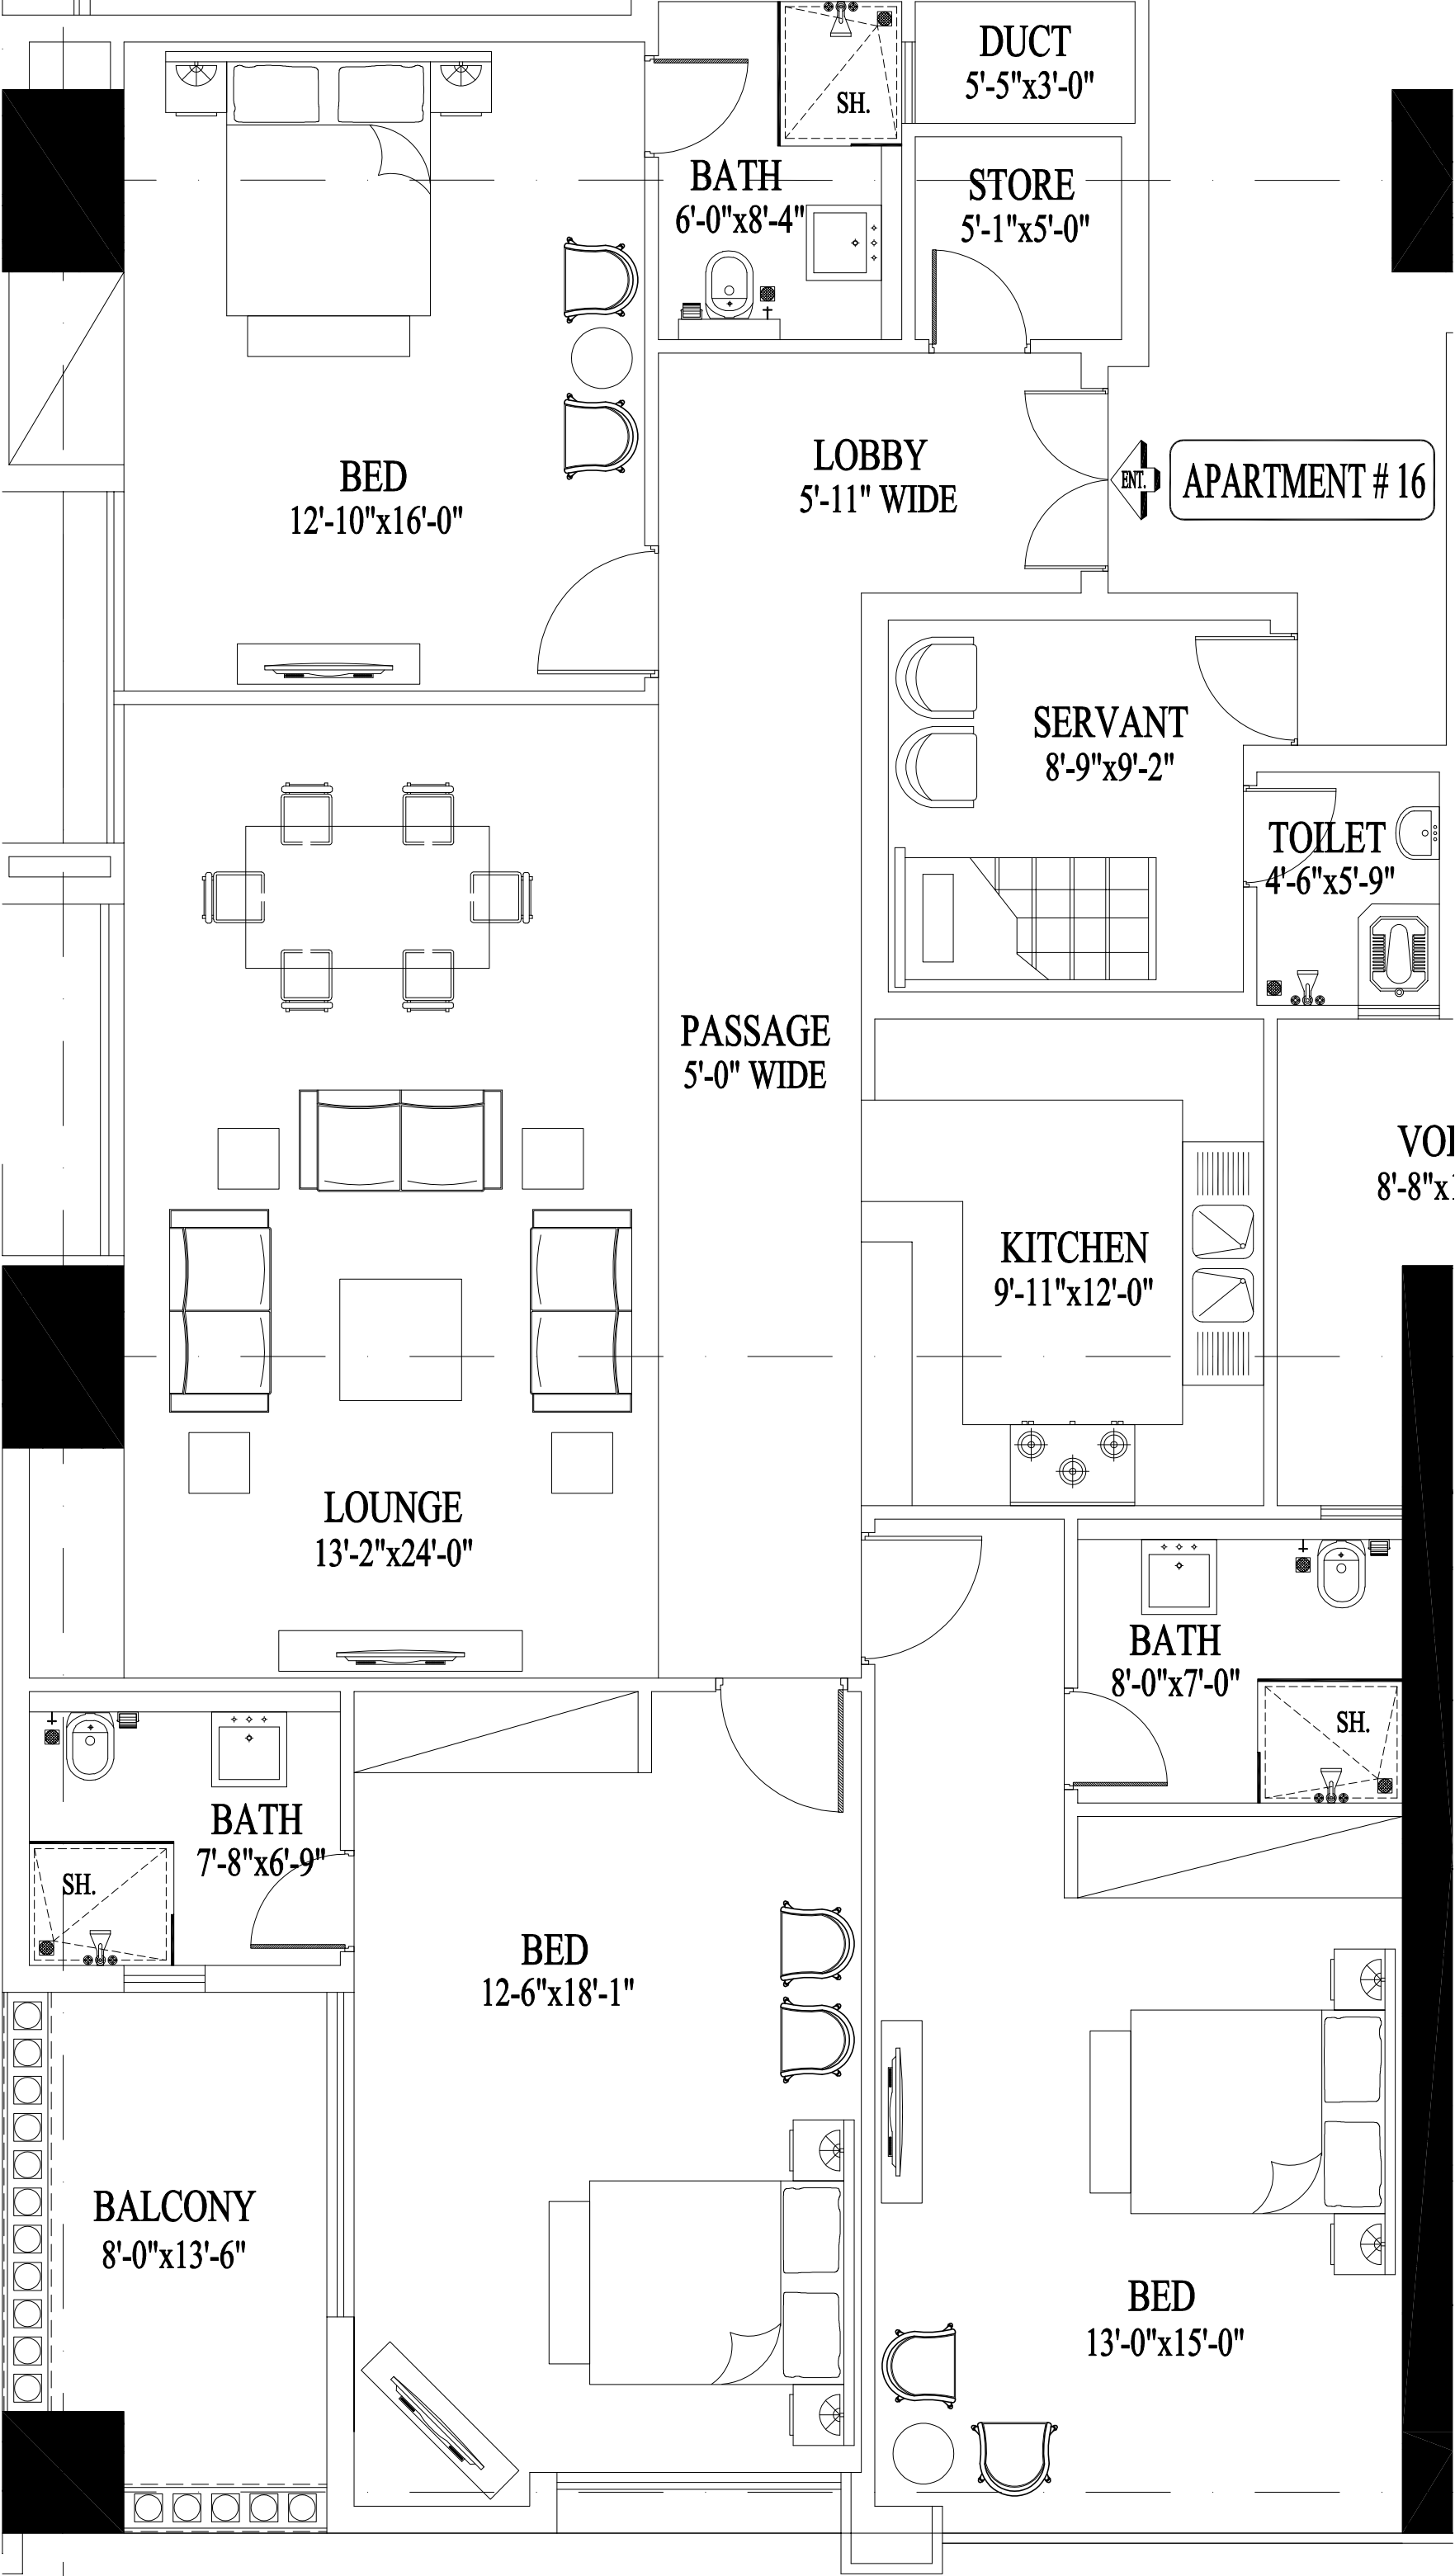 DUCT
5'-5"x3'-0"
SH.
BATH
6'-0"x8'-4"
STORE
5'-1"x5'-0"
BED
12'-10"x16'-0"
LOBBY
5'-11" WIDE
ENT.
APARTMENT # 16
SERVANT
8'-9"x9'-2"
TOILET
4'-6"x5'-9"
PASSAGE
5'-0" WIDE
KITCHEN
9'-11"x12'-0"
LOUNGE
13'-2"x24'-0"
BATH
8'-0"x7'-0"
SH.
BATH
7'-8"x6'-9"
SH.
BED
12-6"x18'-1"
BALCONY
8'-0"x13'-6"
BED
13'-0"x15'-0"